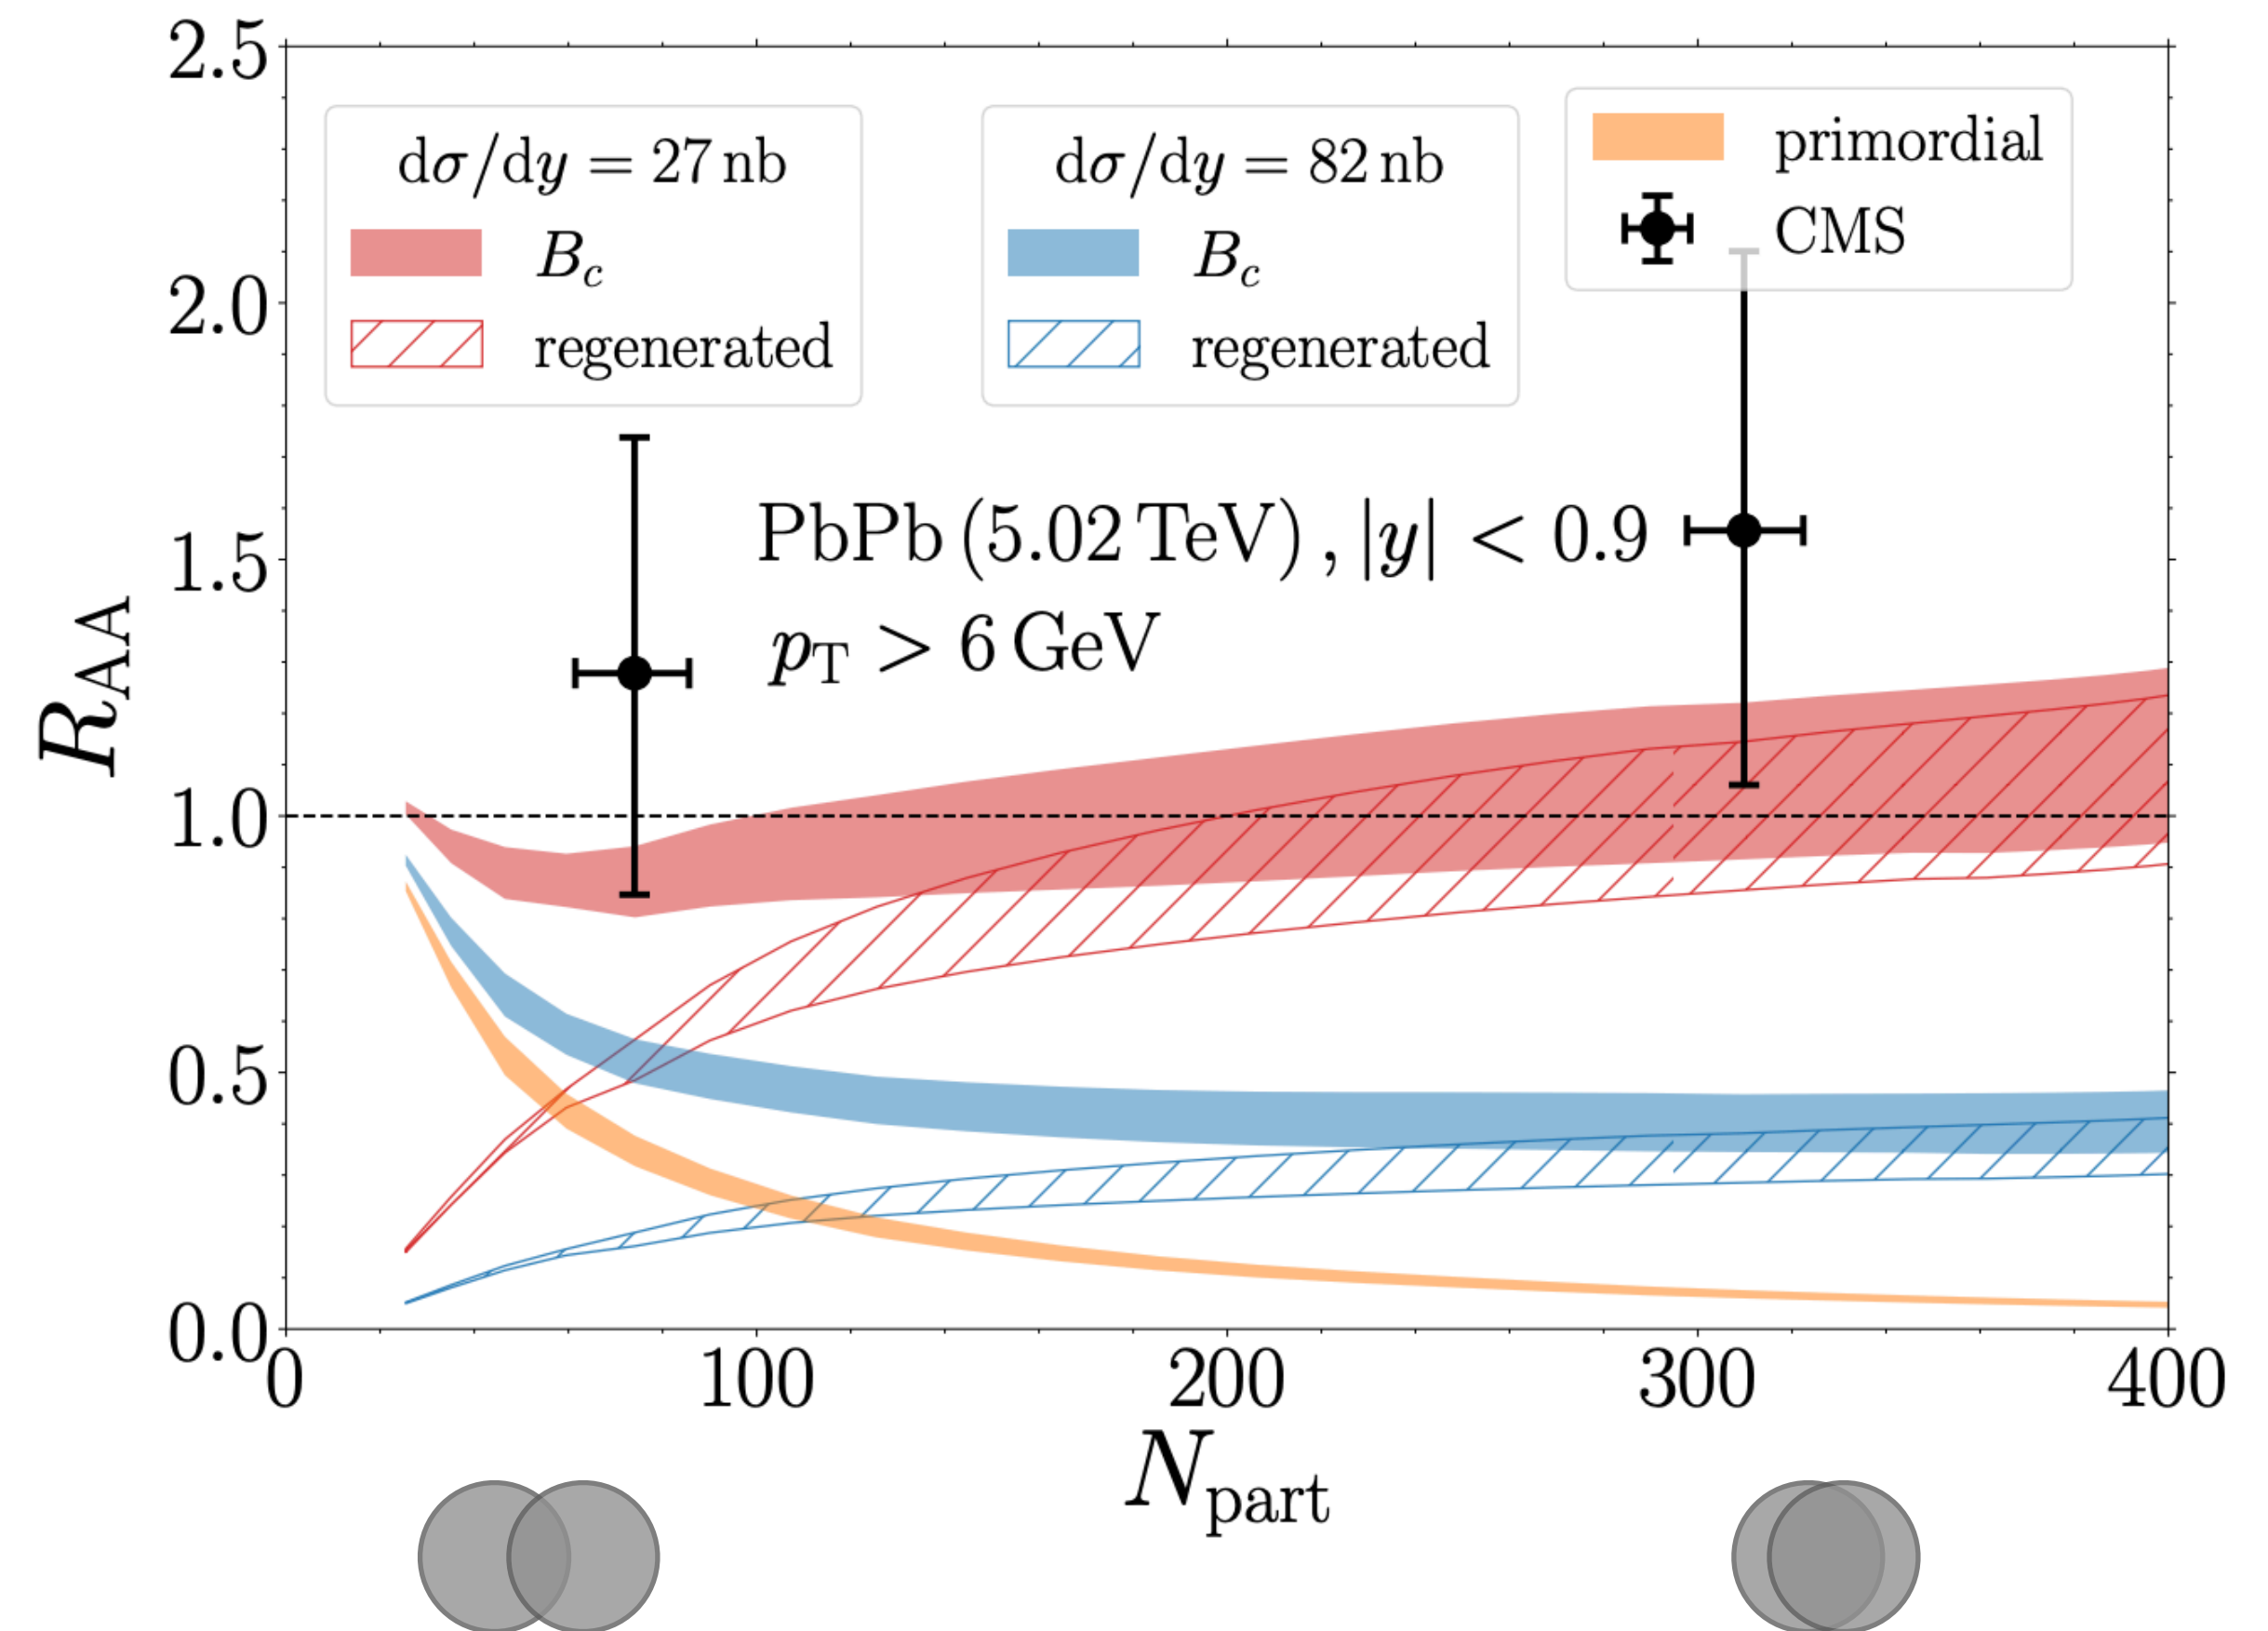 2.5
2.0
1.5
1.0
0.5
0.0
R_AA
dσ/dy = 27 nb
B_c
regenerated
dσ/dy = 82 nb
B_c
regenerated
primordial
CMS
PbPb (5.02 TeV) , |y| < 0.9
p_T > 6 GeV
0 100 200 300 400
N_part